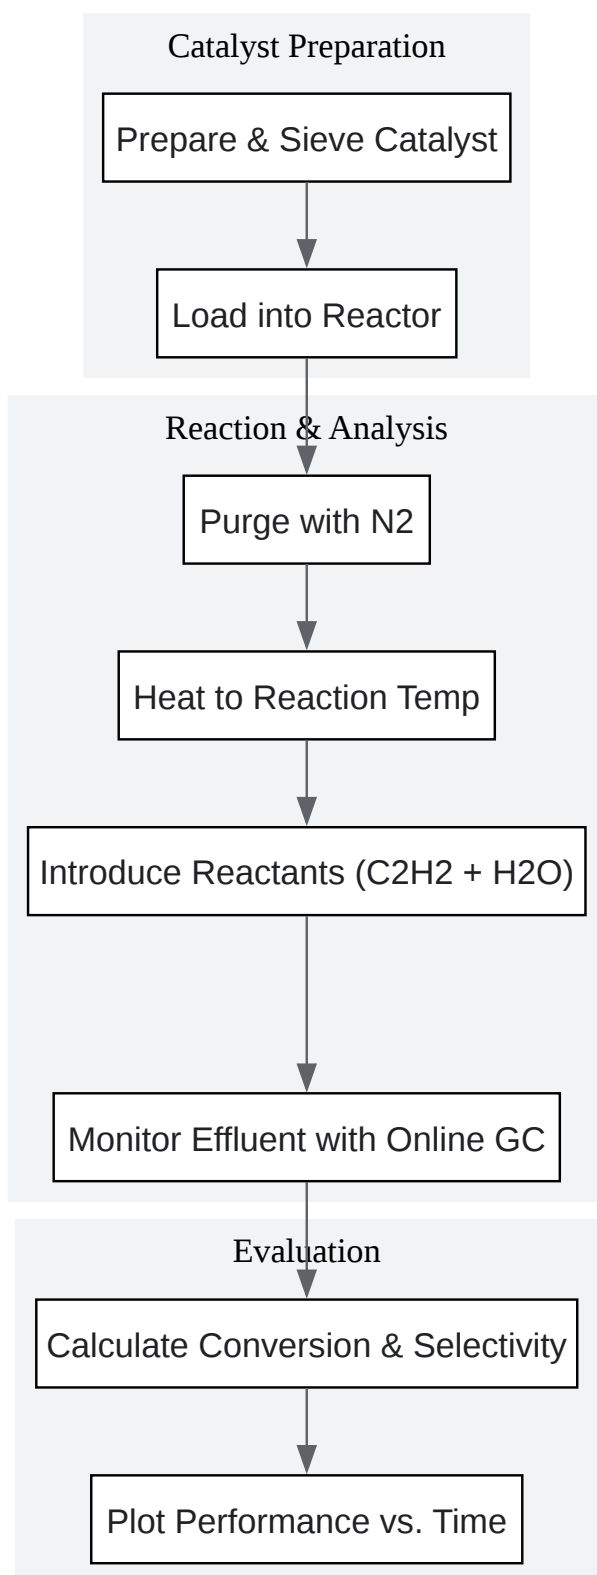 Catalyst Preparation
Prepare & Sieve Catalyst
Load into Reactor
Reaction & Analysis
Purge with N2
Heat to Reaction Temp
Introduce Reactants (C2H2 + H2O)
Monitor Effluent with Online GC
Evaluation
Calculate Conversion & Selectivity
Plot Performance vs. Time